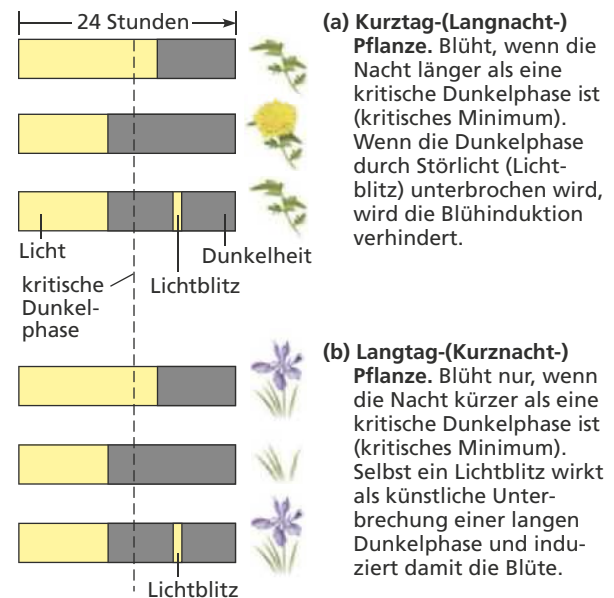 24 Stunden
Licht
Dunkelheit
kritische
Dunkel-
phase
Lichtblitz
(a) Kurztag-(Langnacht-)
Pflanze. Blüht, wenn die
Nacht länger als eine
kritische Dunkelphase ist
(kritisches Minimum).
Wenn die Dunkelphase
durch Störlicht (Licht-
blitz) unterbrochen wird,
wird die Blühinduktion
verhindert.
(b) Langtag-(Kurznacht-)
Pflanze. Blüht nur, wenn
die Nacht kürzer als eine
kritische Dunkelphase ist
(kritisches Minimum).
Selbst ein Lichtblitz wirkt
als künstliche Unter-
brechung einer langen
Dunkelphase und indu-
ziert damit die Blüte.
Lichtblitz